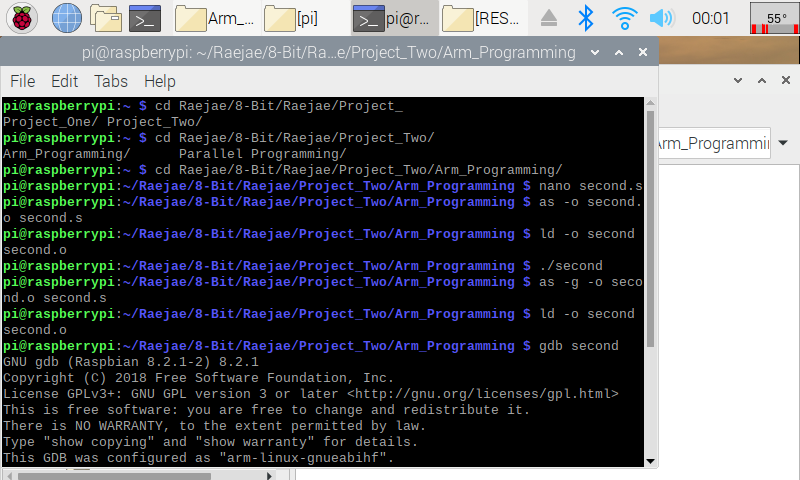 Arm_...
[pi]
pi@r...
[RES...
00:01
55°
pi@raspberrypi: ~/Raejae/8-Bit/Ra...e/Project_Two/Arm_Programming
File Edit Tabs Help
pi@raspberrypi:~ $ cd Raejae/8-Bit/Raejae/Project_
Project_One/ Project_Two/
pi@raspberrypi:~ $ cd Raejae/8-Bit/Raejae/Project_Two/
Arm_Programming/      Parallel Programming/
pi@raspberrypi:~ $ cd Raejae/8-Bit/Raejae/Project_Two/Arm_Programming/
pi@raspberrypi:~/Raejae/8-Bit/Raejae/Project_Two/Arm_Programming $ nano second.s
pi@raspberrypi:~/Raejae/8-Bit/Raejae/Project_Two/Arm_Programming $ as -o second.
o second.s
pi@raspberrypi:~/Raejae/8-Bit/Raejae/Project_Two/Arm_Programming $ ld -o second
second.o
pi@raspberrypi:~/Raejae/8-Bit/Raejae/Project_Two/Arm_Programming $ ./second
pi@raspberrypi:~/Raejae/8-Bit/Raejae/Project_Two/Arm_Programming $ as -g -o seco
nd.o second.s
pi@raspberrypi:~/Raejae/8-Bit/Raejae/Project_Two/Arm_Programming $ ld -o second
second.o
pi@raspberrypi:~/Raejae/8-Bit/Raejae/Project_Two/Arm_Programming $ gdb second
GNU gdb (Raspbian 8.2.1-2) 8.2.1
Copyright (C) 2018 Free Software Foundation, Inc.
License GPLv3+: GNU GPL version 3 or later <http://gnu.org/licenses/gpl.html>
This is free software: you are free to change and redistribute it.
There is NO WARRANTY, to the extent permitted by law.
Type "show copying" and "show warranty" for details.
This GDB was configured as "arm-linux-gnueabihf".